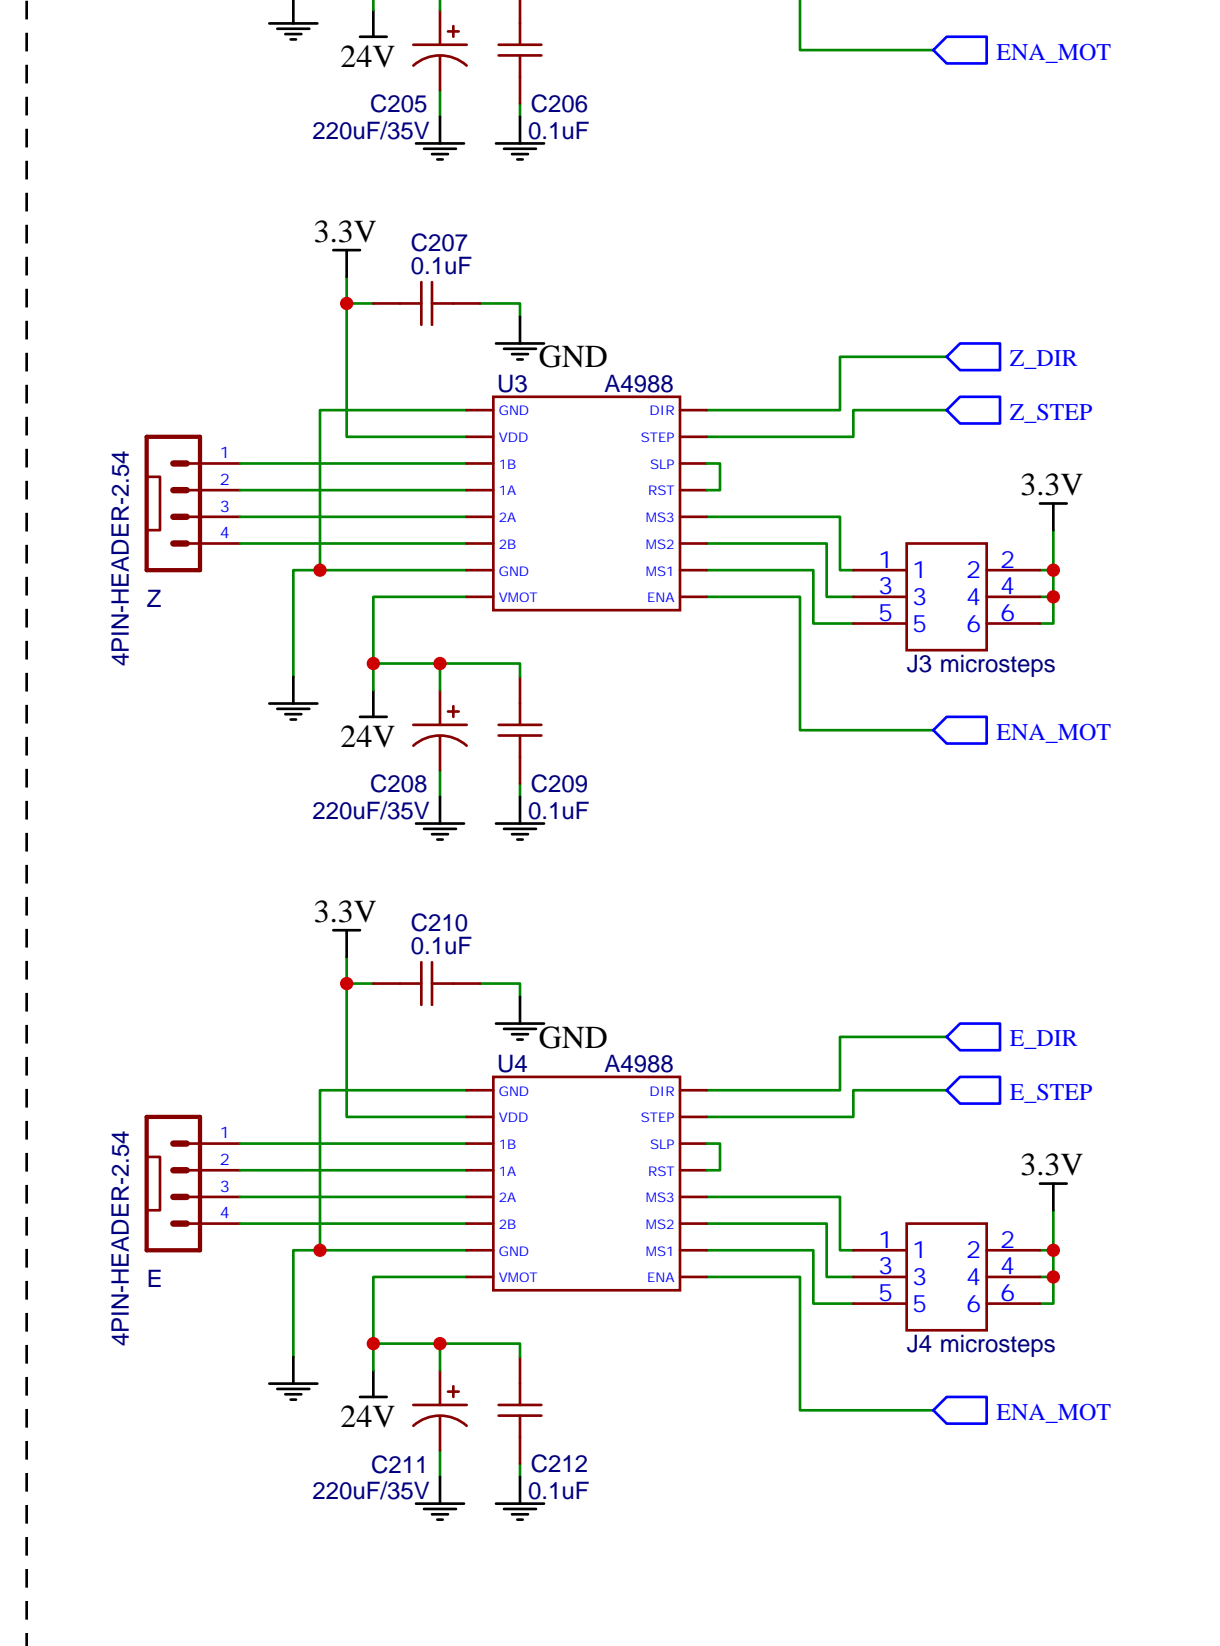 24V
+
ENA_MOT
C205
220uF/35V
C206
0.1uF
3.3V
C207
0.1uF
GND
U3 A4988
GND DIR
VDD STEP
1B SLP
1A RST
2A MS3
2B MS2
GND MS1
VMOT ENA
Z_DIR
Z_STEP
4PIN-HEADER-2.54
1
2
3
4
Z
3.3V
1 1 2 2
3 3 4 4
5 5 6 6
J3 microsteps
ENA_MOT
24V
+
C208
220uF/35V
C209
0.1uF
3.3V
C210
0.1uF
GND
U4 A4988
GND DIR
VDD STEP
1B SLP
1A RST
2A MS3
2B MS2
GND MS1
VMOT ENA
E_DIR
E_STEP
4PIN-HEADER-2.54
1
2
3
4
E
3.3V
1 1 2 2
3 3 4 4
5 5 6 6
J4 microsteps
ENA_MOT
24V
+
C211
220uF/35V
C212
0.1uF